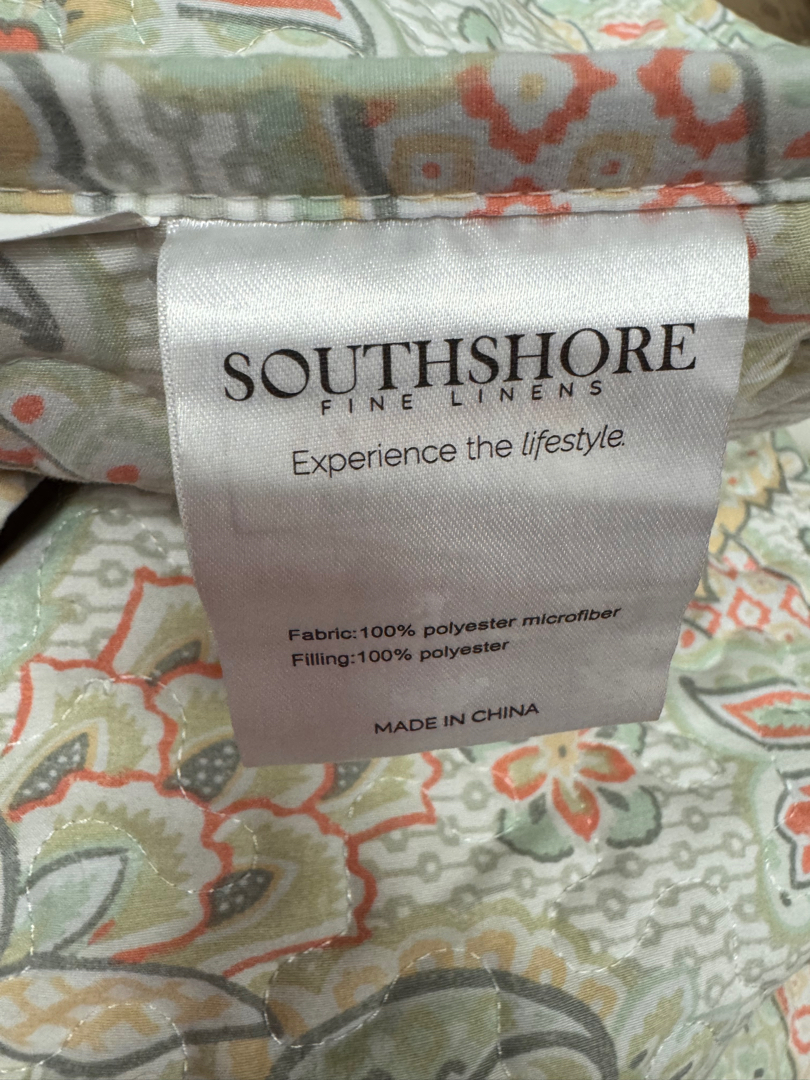 SOUTHSHORE
FINE LINENS
Experience the lifestyle.
Fabric:100% polyester microfiber
Filling:100% polyester
MADE IN CHINA